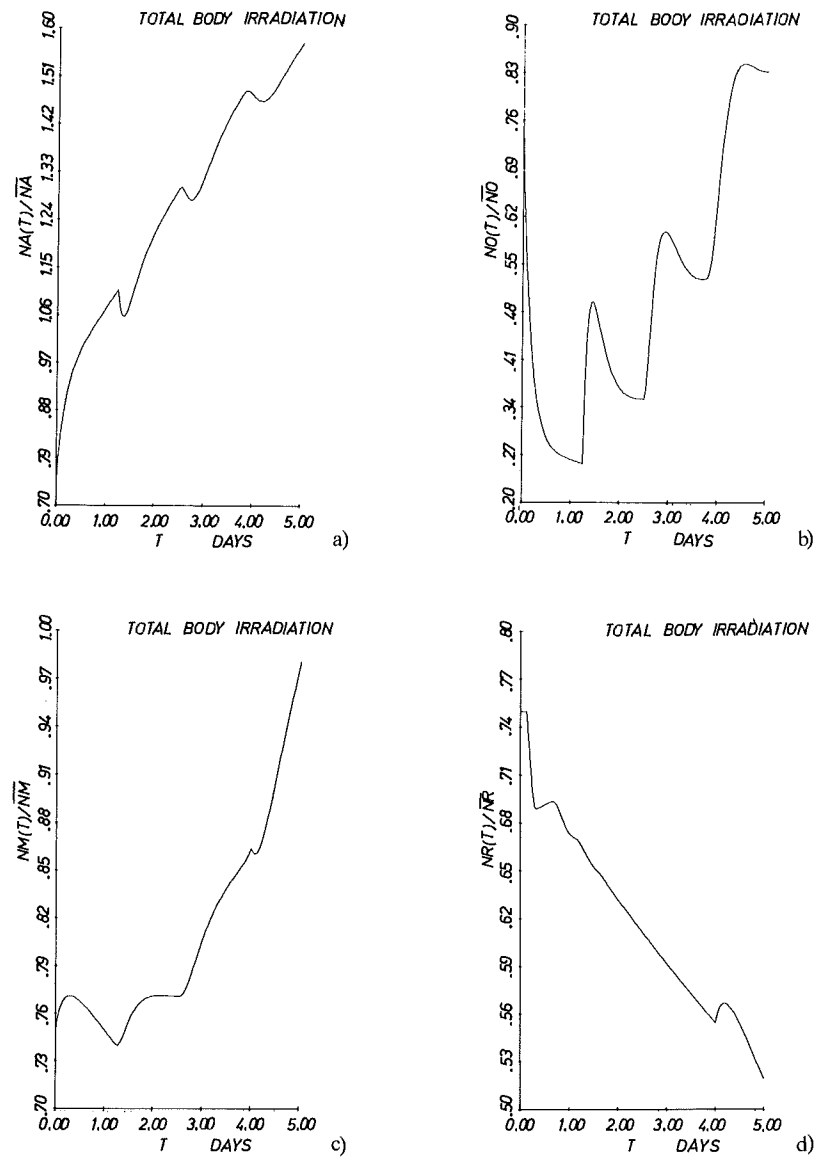 TOTAL BODY IRRADIATION
NA(T)/NA
1.60
1.51
1.42
1.33
1.24
1.15
1.06
.97
.88
.79
.70
0.00 1.00 2.00 3.00 4.00 5.00
T DAYS
a)
TOTAL BODY IRRADIATION
NO(T)/NO
.90
.83
.76
.69
.62
.55
.48
.41
.34
.27
.20
0.00 1.00 2.00 3.00 4.00 5.00
T DAYS
b)
TOTAL BODY IRRADIATION
NM(T)/NM
1.00
.97
.94
.91
.88
.85
.82
.79
.76
.73
.70
0.00 1.00 2.00 3.00 4.00 5.00
T DAYS
c)
TOTAL BODY IRRADIATION
NR(T)/NR
.80
.77
.74
.71
.68
.65
.62
.59
.56
.53
.50
0.00 1.00 2.00 3.00 4.00 5.00
T DAYS
d)